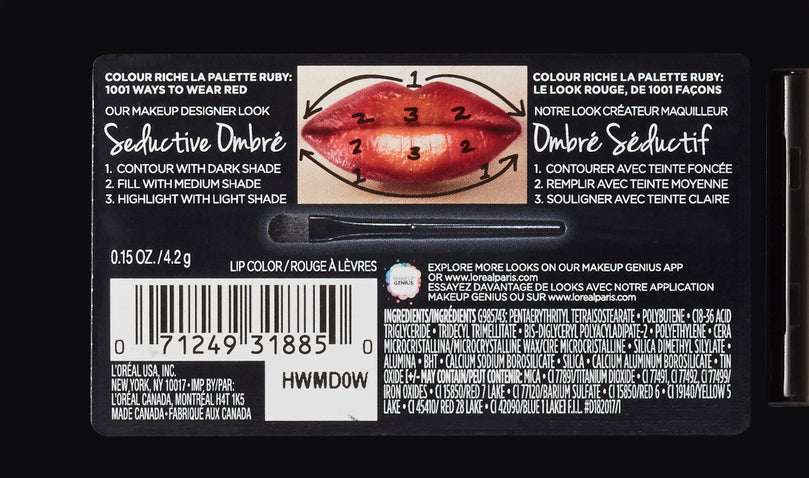 COLOUR RICHE LA PALETTE RUBY:
1001 WAYS TO WEAR RED
OUR MAKEUP DESIGNER LOOK
Seductive Ombré
1. CONTOUR WITH DARK SHADE
2. FILL WITH MEDIUM SHADE
3. HIGHLIGHT WITH LIGHT SHADE
1
2 3 2
2 3 2
1 1
COLOUR RICHE LA PALETTE RUBY:
LE LOOK ROUGE, DE 1001 FAÇONS
NOTRE LOOK CRÉATEUR MAQUILLEUR
Ombré Séductif
1. CONTOURER AVEC TEINTE FONCÉE
2. REMPLIR AVEC TEINTE MOYENNE
3. SOULIGNER AVEC TEINTE CLAIRE
0.15 OZ. / 4.2 g
LIP COLOR / ROUGE À LÈVRES
MAKEUP
GENIUS
EXPLORE MORE LOOKS ON OUR MAKEUP GENIUS APP
OR www.lorealparis.com
ESSAYEZ DAVANTAGE DE LOOKS AVEC NOTRE APPLICATION
MAKEUP GENIUS OU SUR www.lorealparis.com
0 71249 31885 0
HWMD0W
L'ORÉAL USA, INC.
NEW YORK, NY 10017 • IMP BY/PAR:
L'ORÉAL CANADA, MONTRÉAL H4T 1K5
MADE CANADA • FABRIQUÉ AUX CANADA
INGREDIENTS/INGRÉDIENTS G985743: PENTAERYTHRITYL TETRAISOSTEARATE • POLYBUTENE • C18-36 ACID
TRIGLYCERIDE • TRIDECYL TRIMELLITATE • BIS-DIGLYCERYL POLYACYLADIPATE-2 • POLYETHYLENE • CERA
MICROCRISTALLINA/MICROCRYSTALLINE WAX/CIRE MICROCRISTALLINE • SILICA DIMETHYL SILYLATE •
ALUMINA • BHT • CALCIUM SODIUM BOROSILICATE • SILICA • CALCIUM ALUMINUM BOROSILICATE • TIN
OXIDE [+/- MAY CONTAIN/PEUT CONTENIR: MICA • CI 77891/TITANIUM DIOXIDE • CI 77491, CI 77492, CI 77499/
IRON OXIDES • CI 15850/RED 7 LAKE • CI 77120/BARIUM SULFATE • CI 15850/RED 6 • CI 19140/YELLOW 5
LAKE • CI 45410/ RED 28 LAKE • CI 42090/BLUE 1 LAKE] F.I.L. #D182017/1